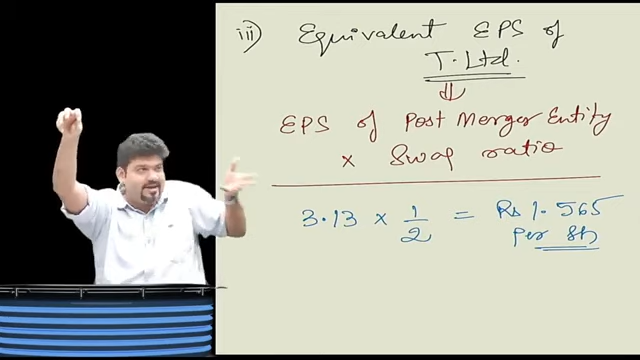 iii) Equivalent EPS of
T. Ltd.
EPS of Post Merger Entity
× Swap ratio
3.13 × 1/2 = Rs 1.565
Per Sh